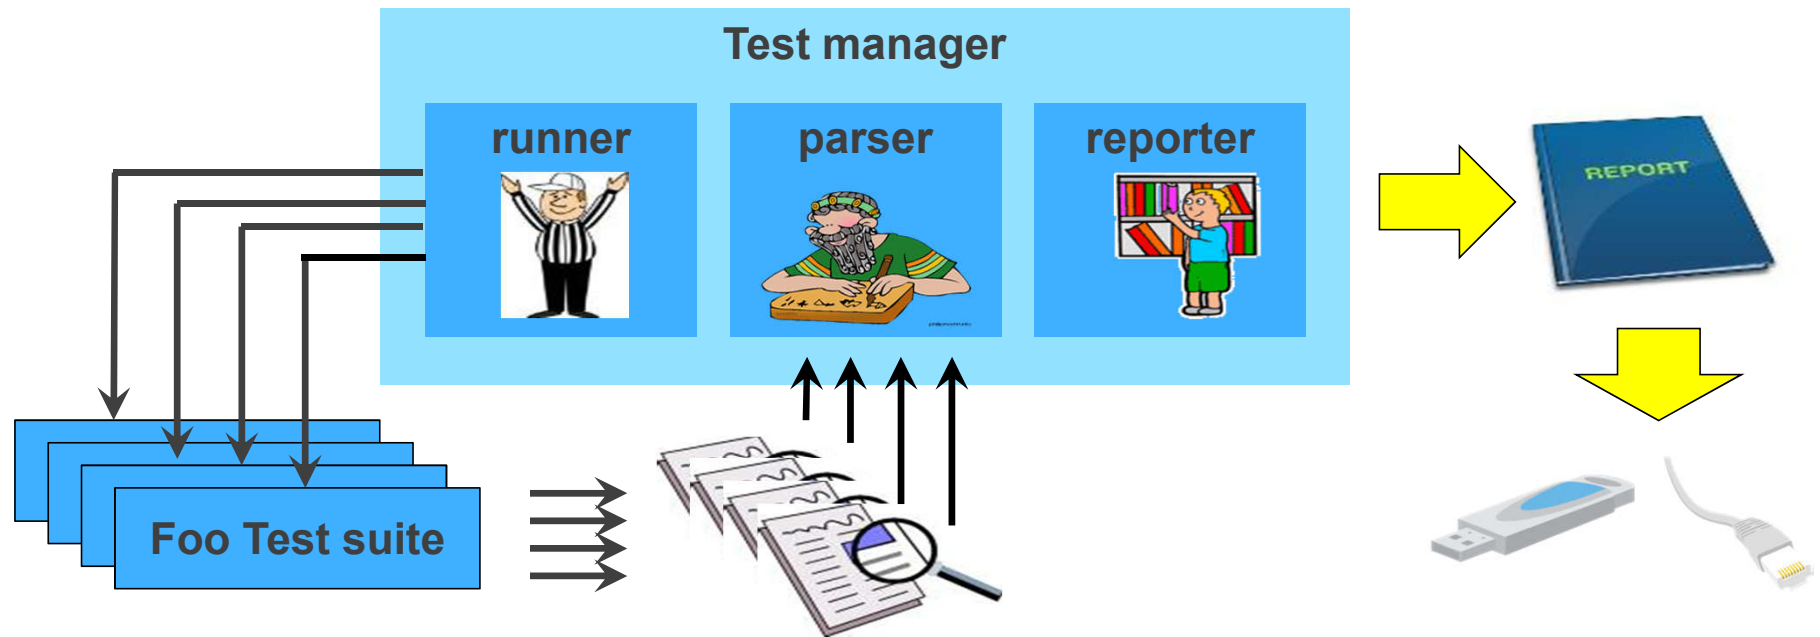 Test manager
runner
parser
reporter
REPORT
Foo Test suite